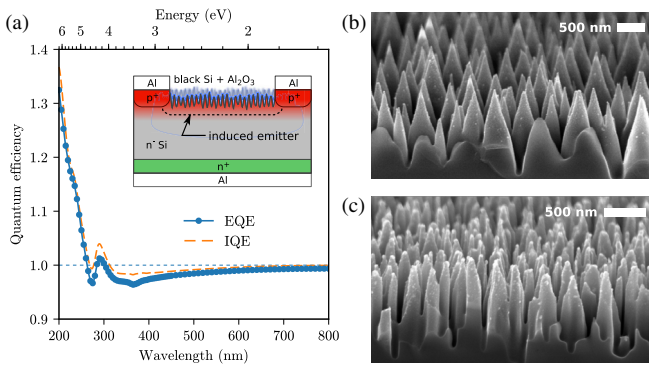 (a)
Energy (eV)
6 5 4 3 2
1.4
1.3
1.2
1.1
1.0
0.9
Quantum efficiency
Al
black Si + Al₂O₃
Al
p⁺
p⁺
induced emitter
n⁻ Si
n⁺
Al
EQE
IQE
200 300 400 500 600 700 800
Wavelength (nm)
(b)
500 nm
(c)
500 nm